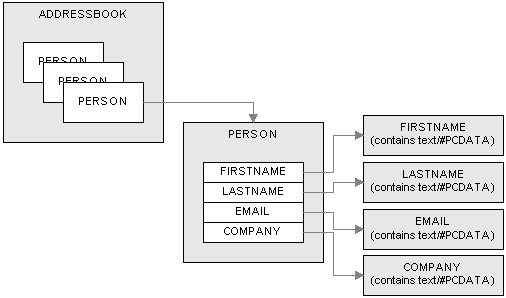 ADDRESSBOOK
PERSON
PERSON
PERSON
PERSON
FIRSTNAME
LASTNAME
EMAIL
COMPANY
FIRSTNAME
(contains text/#PCDATA)
LASTNAME
(contains text/#PCDATA)
EMAIL
(contains text/#PCDATA)
COMPANY
(contains text/#PCDATA)